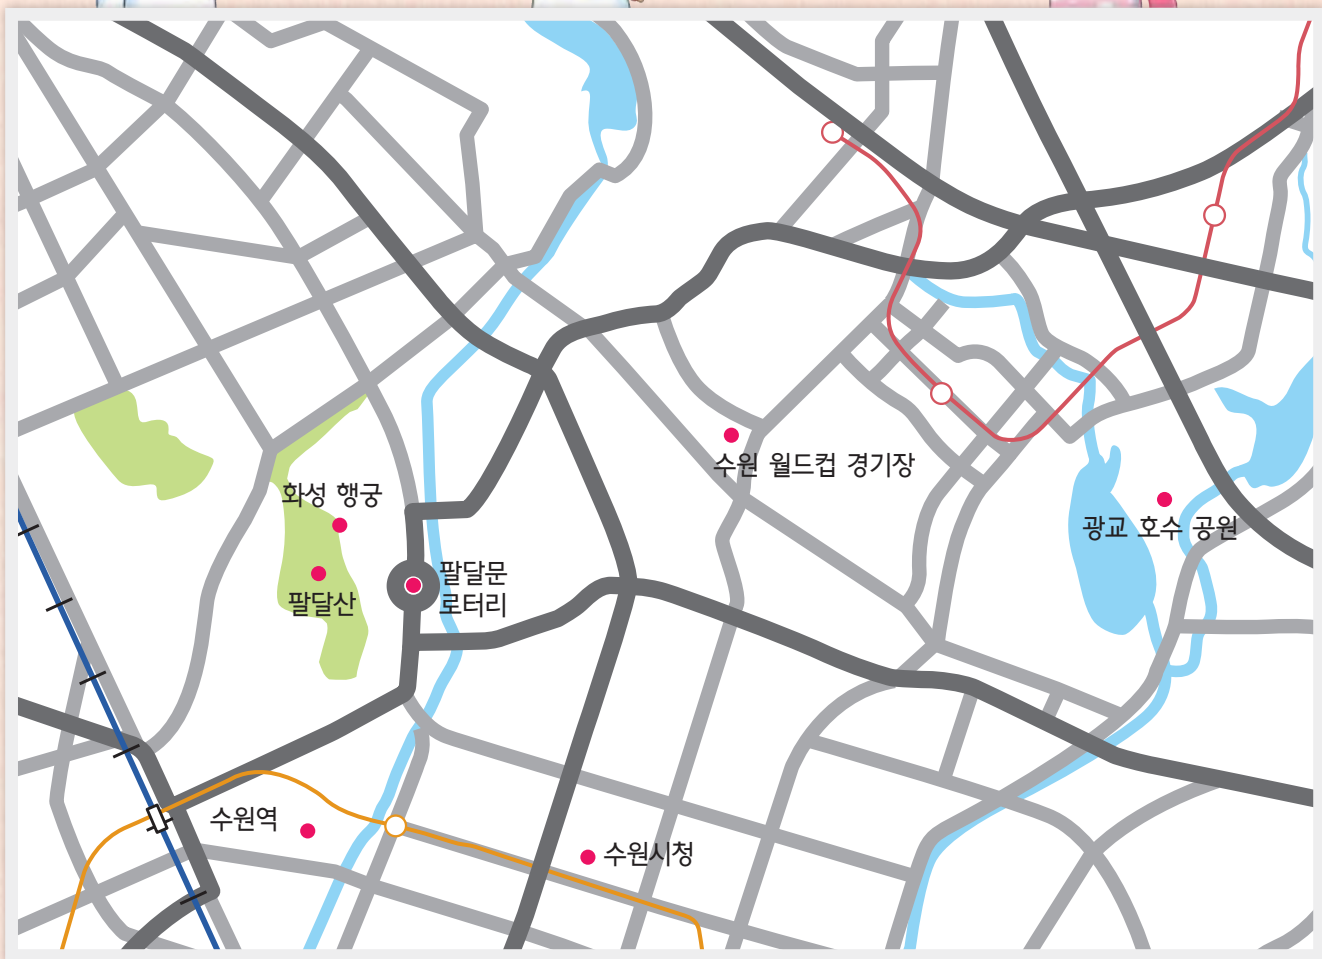 수원 월드컵 경기장
화성 행궁
광교 호수 공원
팔달문
로터리
팔달산
수원역
수원시청